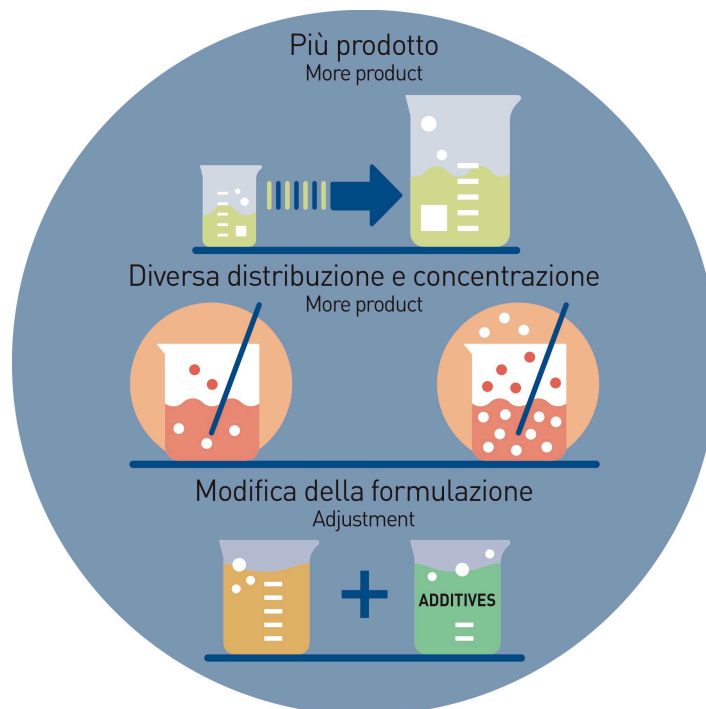 Più prodotto
More product
Diversa distribuzione e concentrazione
More product
Modifica della formulazione
Adjustment
ADDITIVES